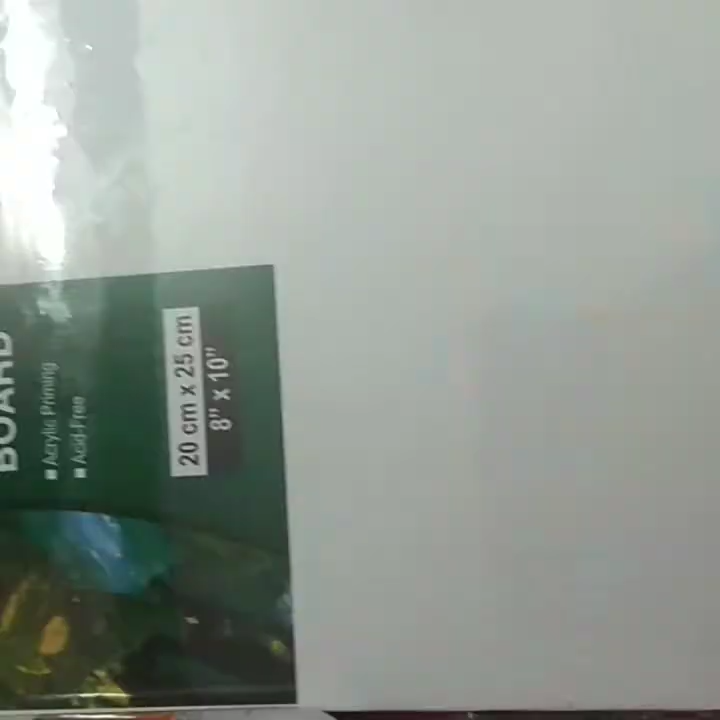 BOARD
■ Acrylic Priming
■ Acid-Free
20 cm x 25 cm
8" x 10"